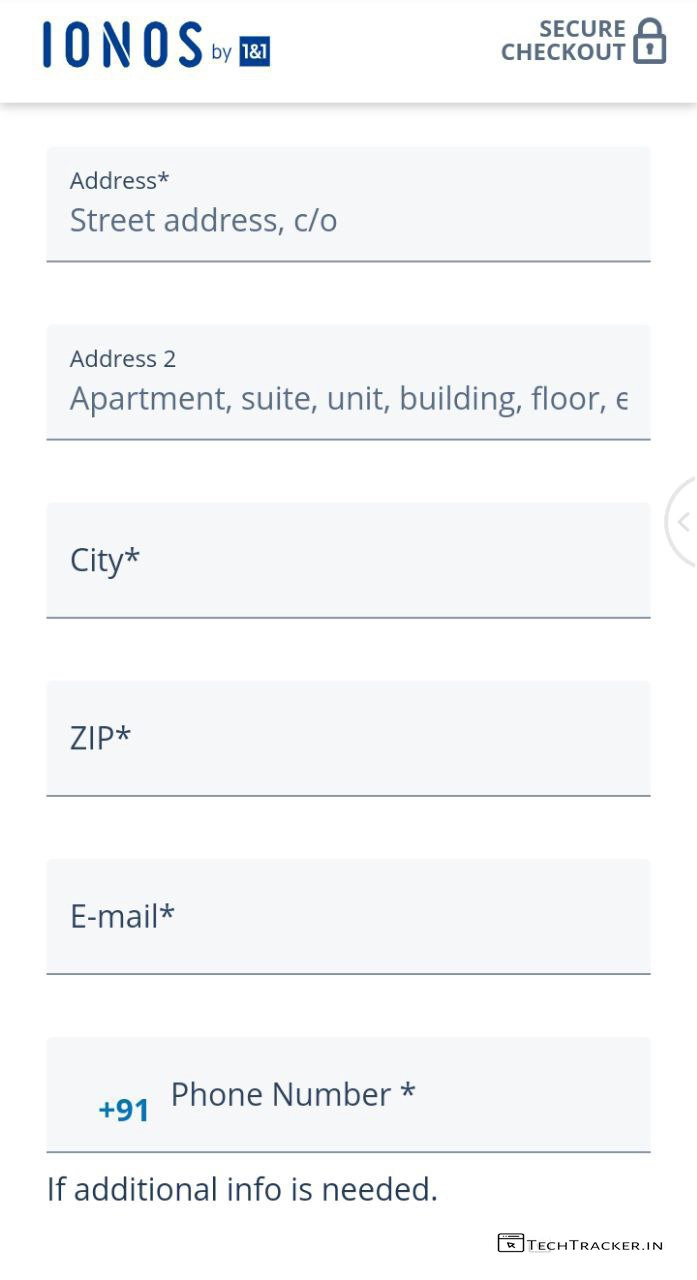 IONOS by 1&1
SECURE
CHECKOUT
Address*
Street address, c/o
Address 2
Apartment, suite, unit, building, floor, e
City*
ZIP*
E-mail*
+91 Phone Number *
If additional info is needed.
TECHTRACKER.IN